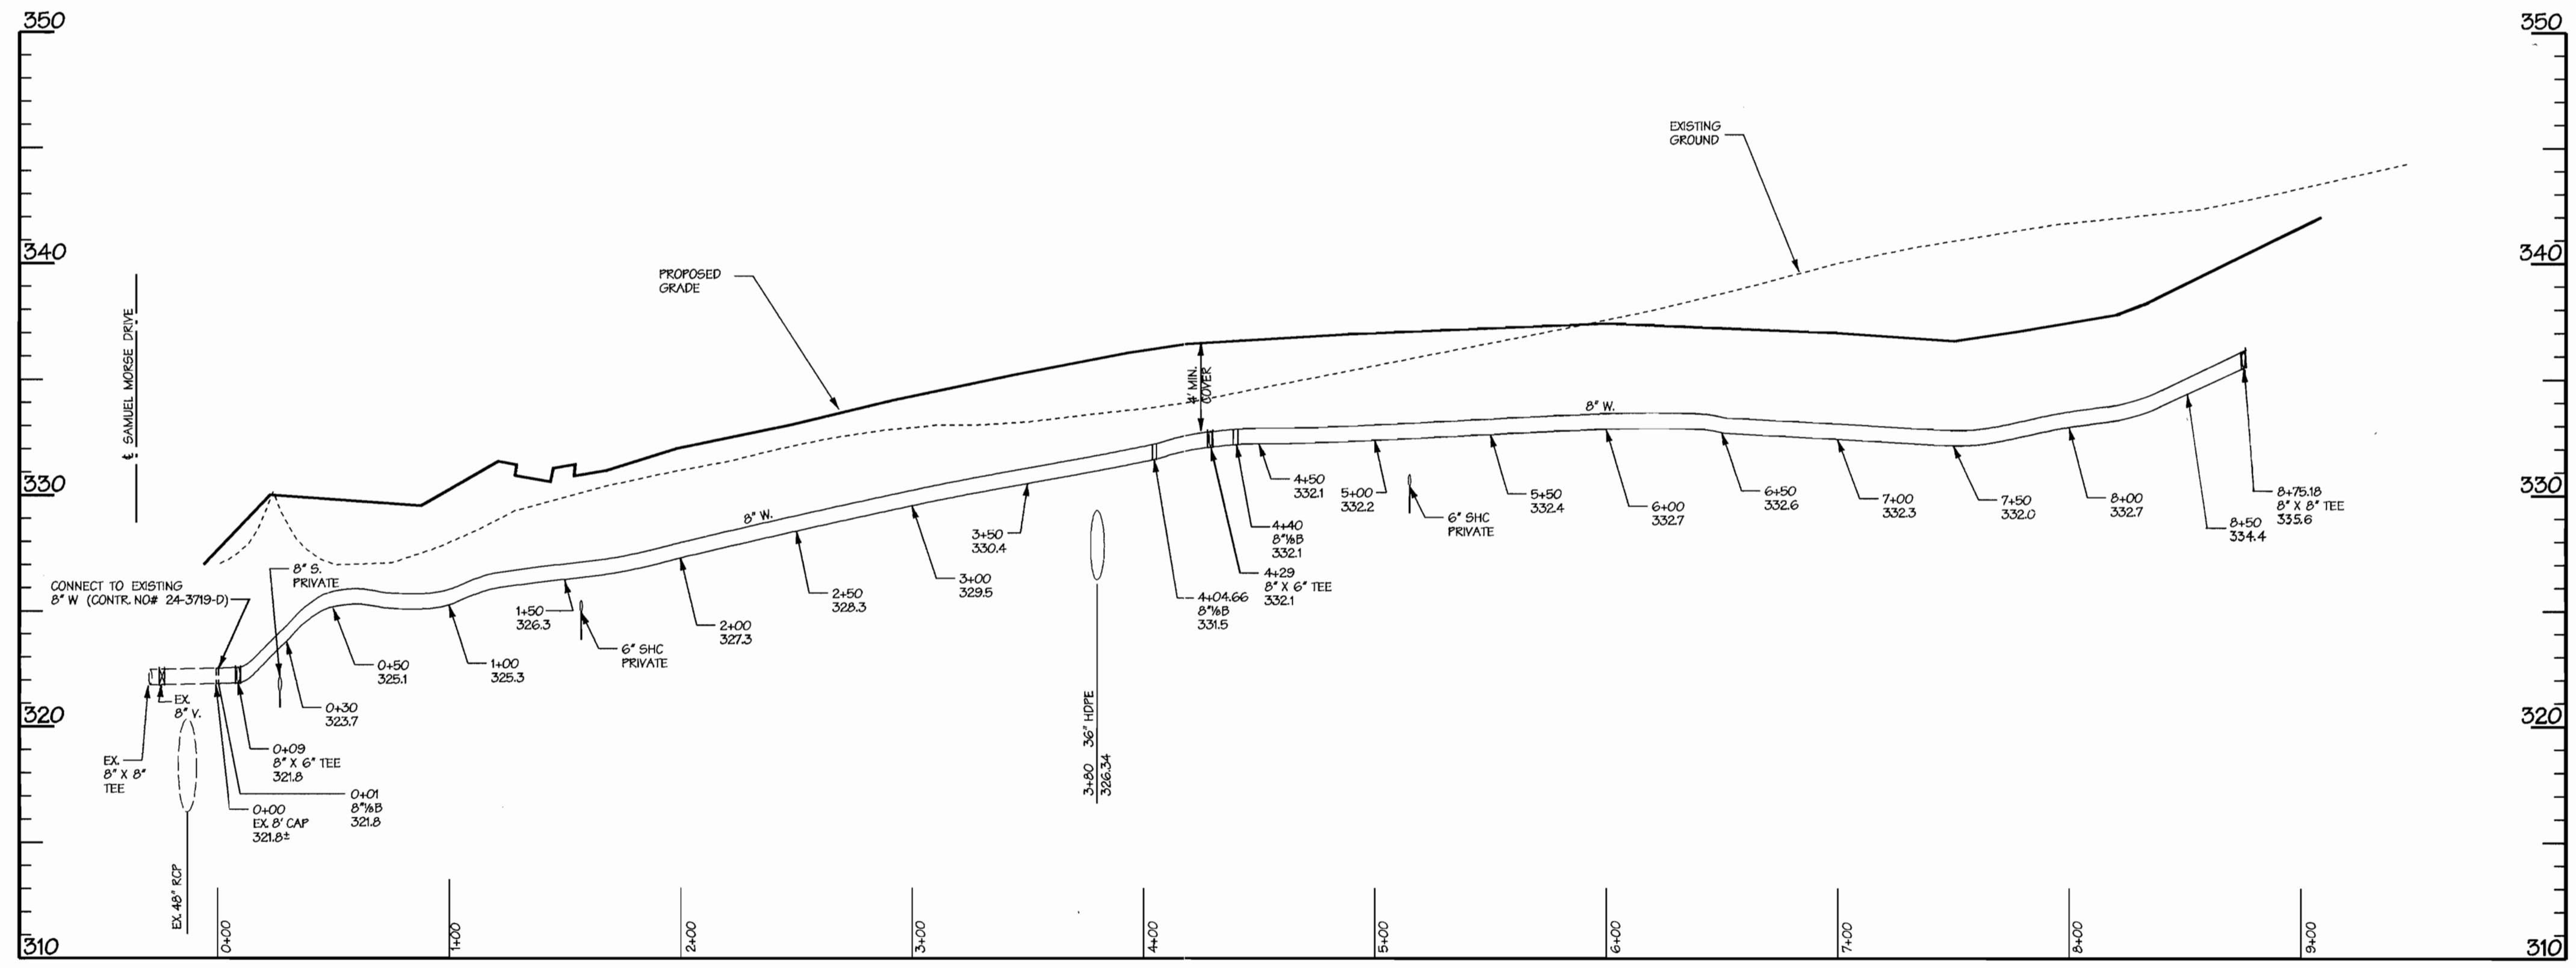 350
350
EXISTING
GROUND
340
340
PROPOSED
GRADE
℄ SAMUEL MORSE DRIVE
4' MIN.
COVER
8" W.
330
330
8" W.
CONNECT TO EXISTING
8" W (CONTR. NO# 24-3719-D)
8" S.
PRIVATE
EX.
8" V.
EX.
8" X 8"
TEE
320
320
0+00
EX. 8' CAP
321.8±
0+01
8"⅛B
321.8
0+09
8" X 6" TEE
321.8
0+30
323.7
0+50
325.1
1+00
325.3
1+50
326.3
6" SHC
PRIVATE
2+00
327.3
2+50
328.3
3+00
329.5
3+50
330.4
3+80 36" HDPE
326.34
4+04.66
8"⅛B
331.5
4+29
8" X 6" TEE
332.1
4+40
8"⅛B
332.1
4+50
332.1
5+00
332.2
6" SHC
PRIVATE
5+50
332.4
6+00
332.7
6+50
332.6
7+00
332.3
7+50
332.0
8+00
332.7
8+50
334.4
8+75.18
8" X 8" TEE
335.6
EX. 48" RCP
310
0+00
1+00
2+00
3+00
4+00
5+00
6+00
7+00
8+00
9+00
310